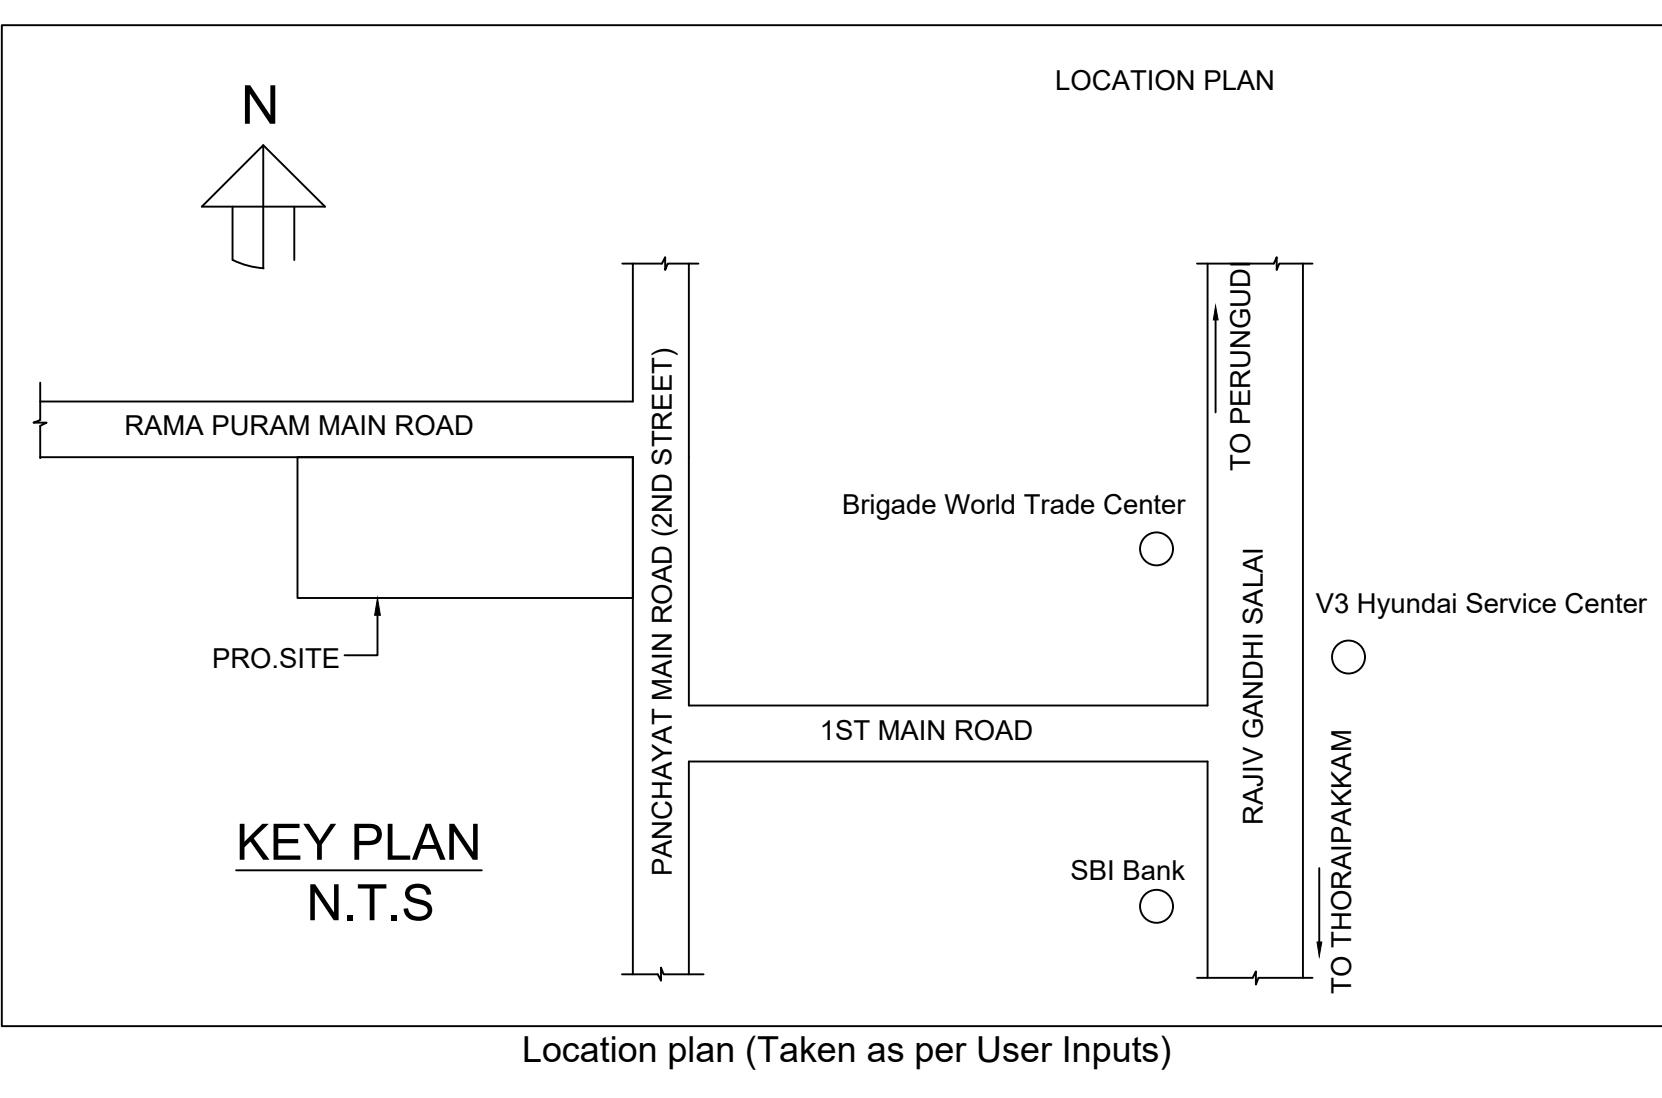 LOCATION PLAN
N
TO PERUNGUDI
RAMA PURAM MAIN ROAD
PANCHAYAT MAIN ROAD (2ND STREET)
Brigade World Trade Center
RAJIV GANDHI SALAI
V3 Hyundai Service Center
PRO.SITE
1ST MAIN ROAD
TO THORAIPAKKAM
KEY PLAN
N.T.S
SBI Bank
Location plan (Taken as per User Inputs)